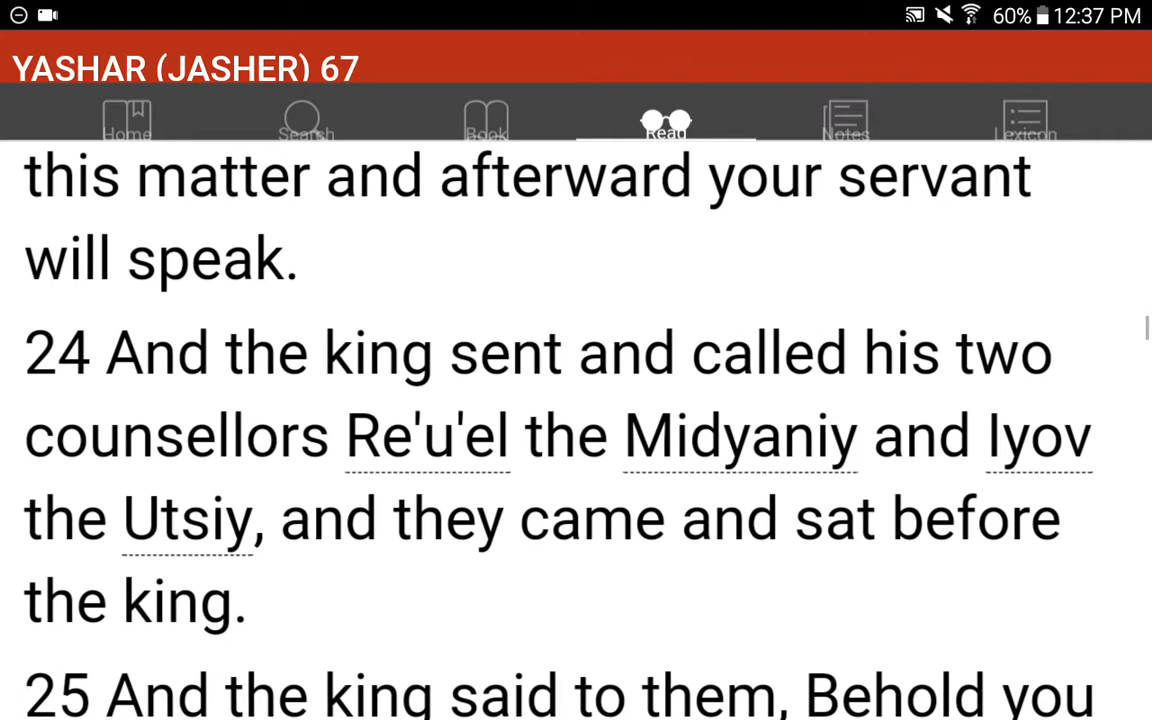 60% 12:37 PM
YASHAR (JASHER) 67
Home Search Book Read Notes Lexicon
this matter and afterward your servant
will speak.
24 And the king sent and called his two
counsellors Re'u'el the Midyaniy and Iyov
the Utsiy, and they came and sat before
the king.
25 And the king said to them, Behold you